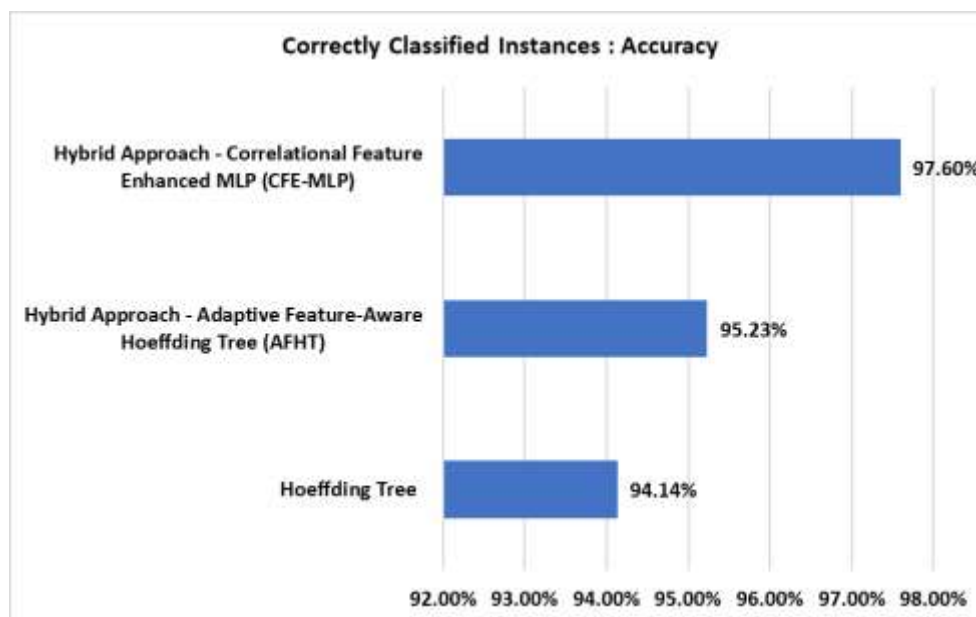 Correctly Classified Instances : Accuracy
Hybrid Approach - Correlational Feature
Enhanced MLP (CFE-MLP)
97.60%
Hybrid Approach - Adaptive Feature-Aware
Hoeffding Tree (AFHT)
95.23%
Hoeffding Tree
94.14%
92.00% 93.00% 94.00% 95.00% 96.00% 97.00% 98.00%